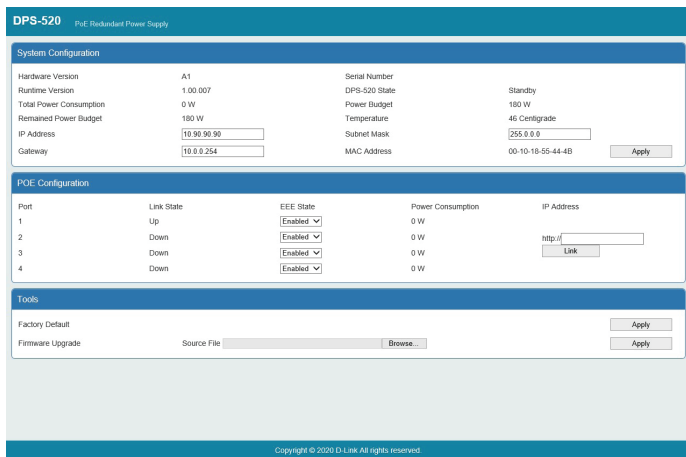 DPS-520 PoE Redundant Power Supply
System Configuration
Hardware Version A1 Serial Number
Runtime Version 1.00.007 DPS-520 State Standby
Total Power Consumption 0 W Power Budget 180 W
Remained Power Budget 180 W Temperature 46 Centigrade
IP Address 10.90.90.90 Subnet Mask 255.0.0.0
Gateway 10.0.0.254 MAC Address 00-10-18-55-44-4B Apply
POE Configuration
Port Link State EEE State Power Consumption IP Address
1 Up Enabled 0 W
2 Down Enabled 0 W http://
3 Down Enabled 0 W Link
4 Down Enabled 0 W
Tools
Factory Default Apply
Firmware Upgrade Source File Browse... Apply
Copyright © 2020 D-Link All rights reserved.